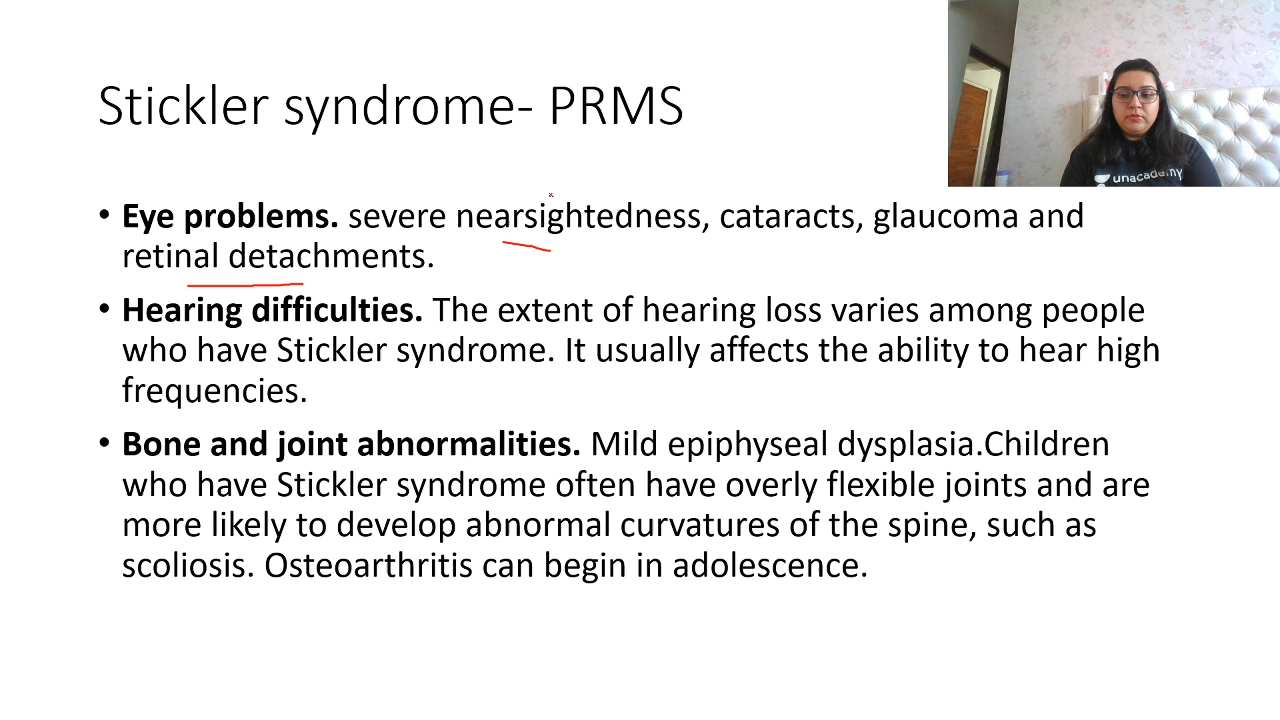 Stickler syndrome- PRMS
unacademy
• Eye problems. severe nearsightedness, cataracts, glaucoma and
retinal detachments.
• Hearing difficulties. The extent of hearing loss varies among people
who have Stickler syndrome. It usually affects the ability to hear high
frequencies.
• Bone and joint abnormalities. Mild epiphyseal dysplasia.Children
who have Stickler syndrome often have overly flexible joints and are
more likely to develop abnormal curvatures of the spine, such as
scoliosis. Osteoarthritis can begin in adolescence.